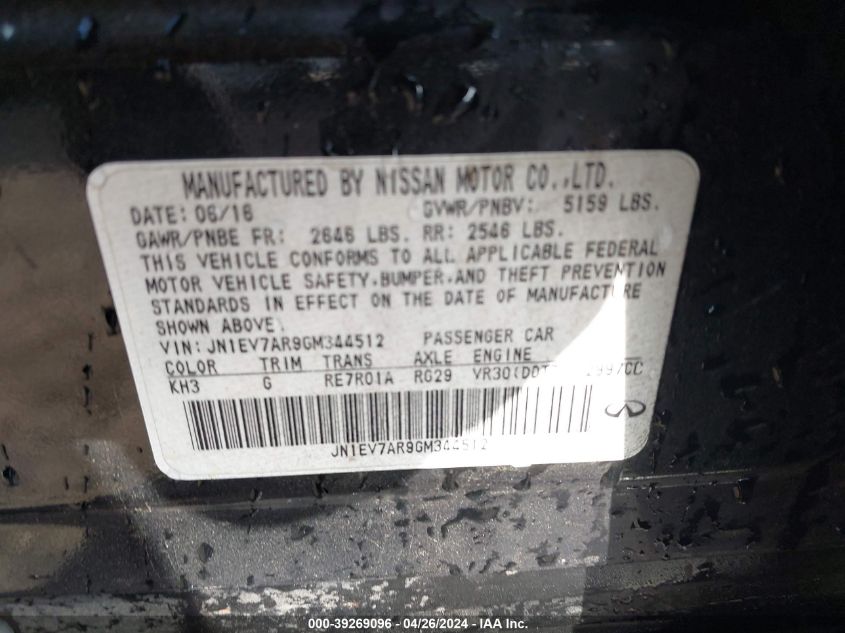 MANUFACTURED BY NISSAN MOTOR CO.,LTD.
DATE: 06/16 GVWR/PNBV: 5159 LBS.
GAWR/PNBE FR: 2646 LBS. RR: 2546 LBS.
THIS VEHICLE CONFORMS TO ALL APPLICABLE FEDERAL
MOTOR VEHICLE SAFETY,BUMPER,AND THEFT PREVENTION
STANDARDS IN EFFECT ON THE DATE OF MANUFACTURE
SHOWN ABOVE.
VIN: JN1EV7AR9GM344512 PASSENGER CAR
COLOR TRIM TRANS AXLE ENGINE
KH3 G RE7R01A RG29 VR30(DDT) 2997CC
JN1EV7AR9GM344512
000-39269096 - 04/26/2024 - IAA Inc.